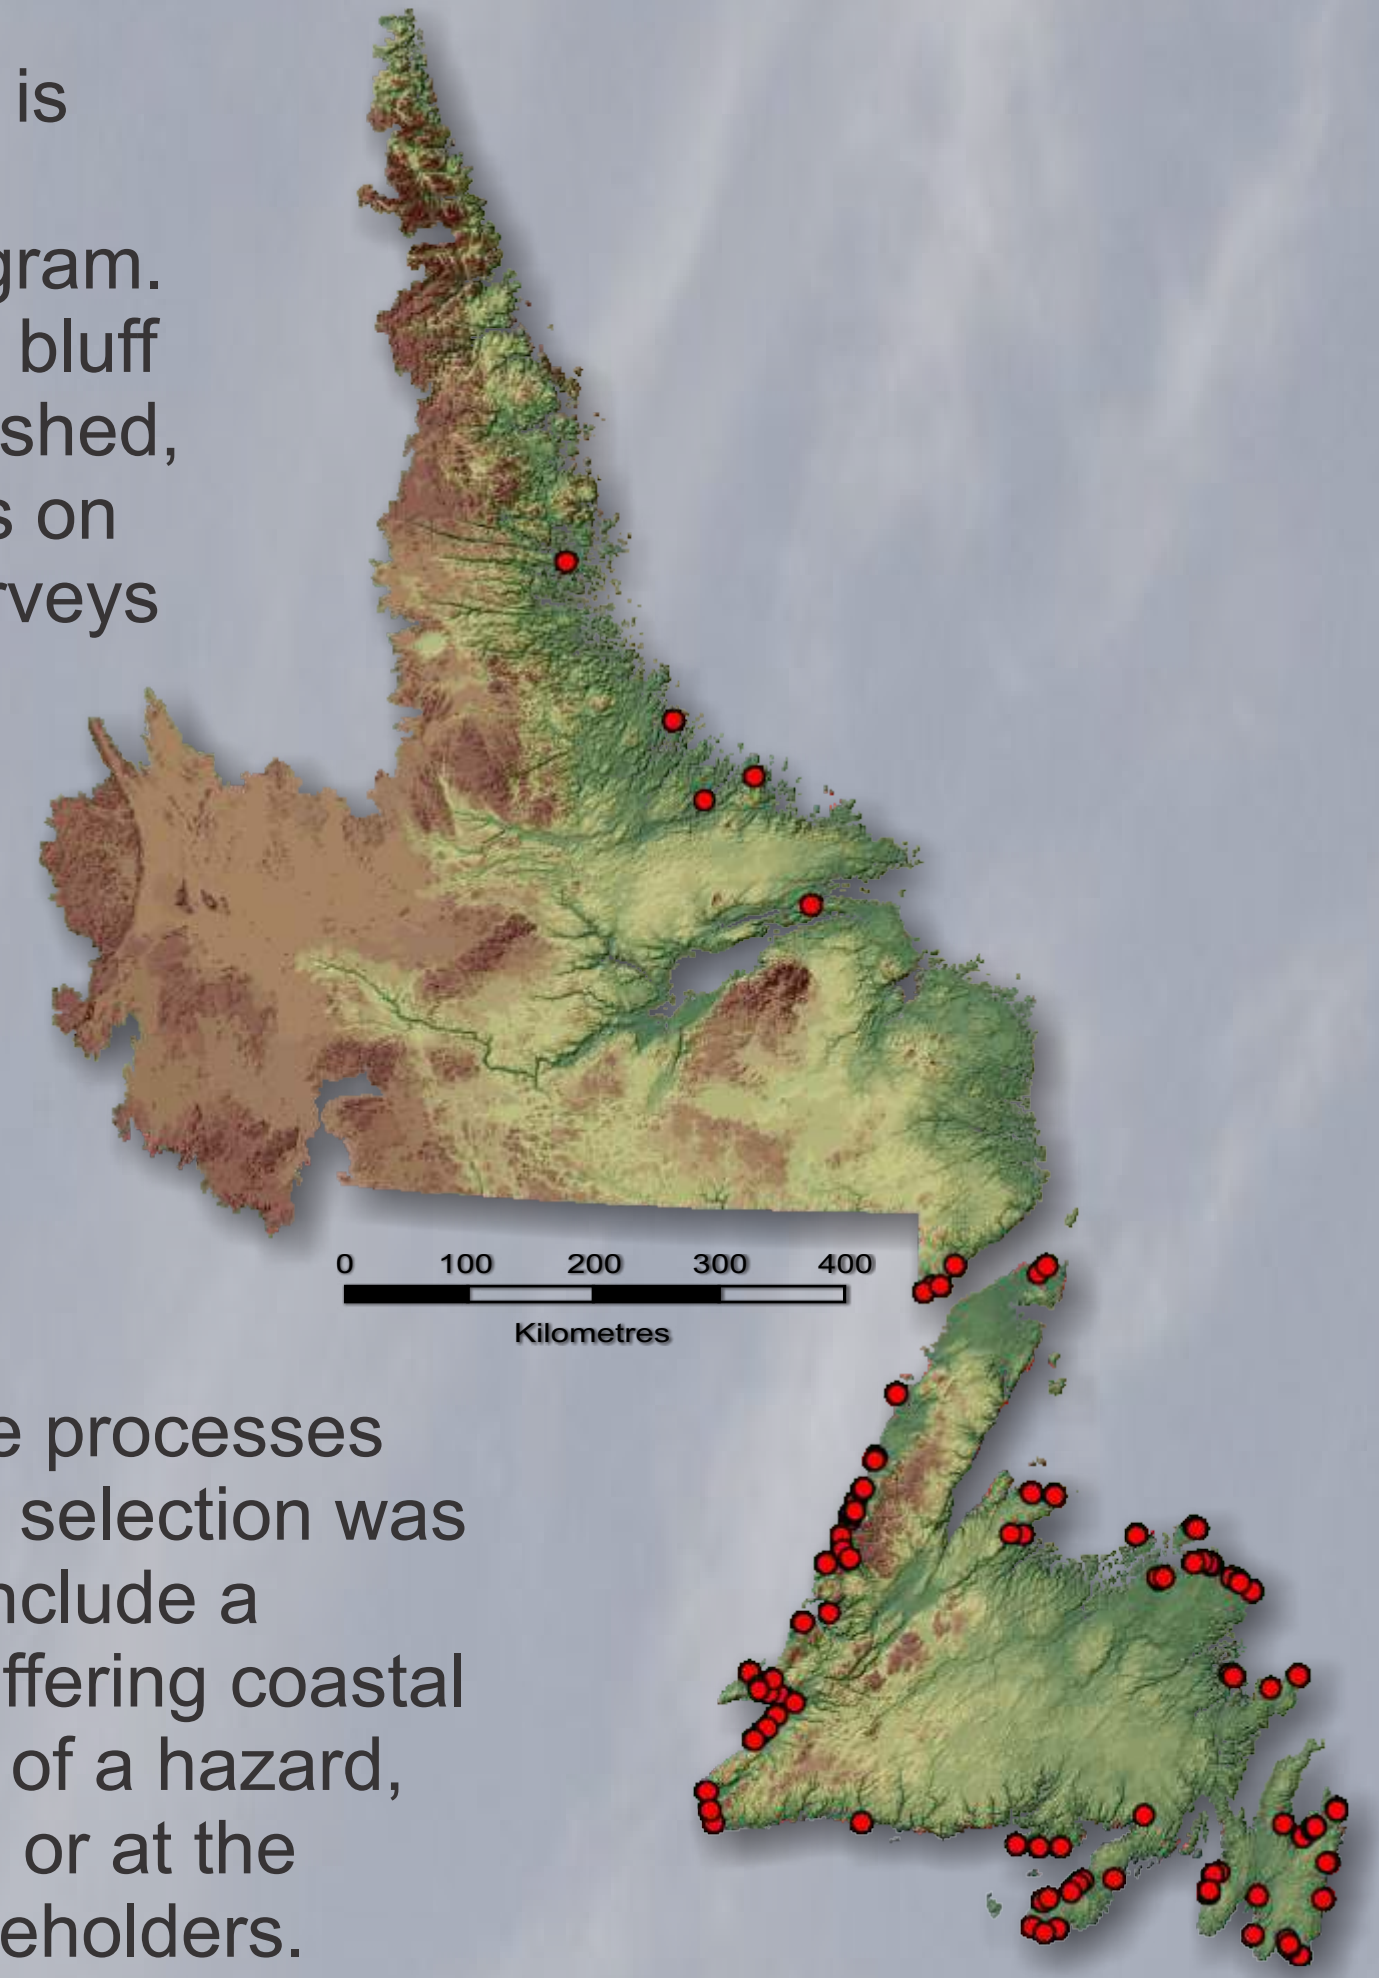 is
gram.
bluff
shed,
s on
rveys
0 100 200 300 400
Kilometres
e processes
selection was
nclude a
ffering coastal
of a hazard,
or at the
eholders.